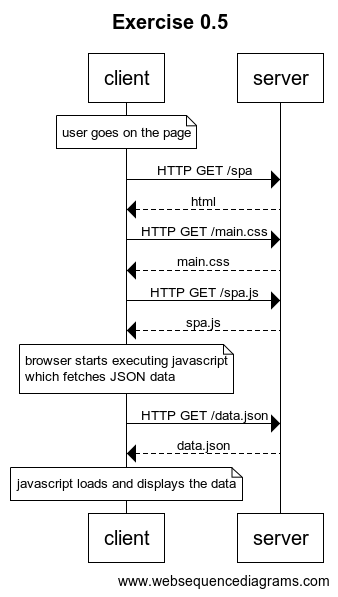 Exercise 0.5
client
server
user goes on the page
HTTP GET /spa
html
HTTP GET /main.css
main.css
HTTP GET /spa.js
spa.js
browser starts executing javascript
which fetches JSON data
HTTP GET /data.json
data.json
javascript loads and displays the data
client
server
www.websequencediagrams.com